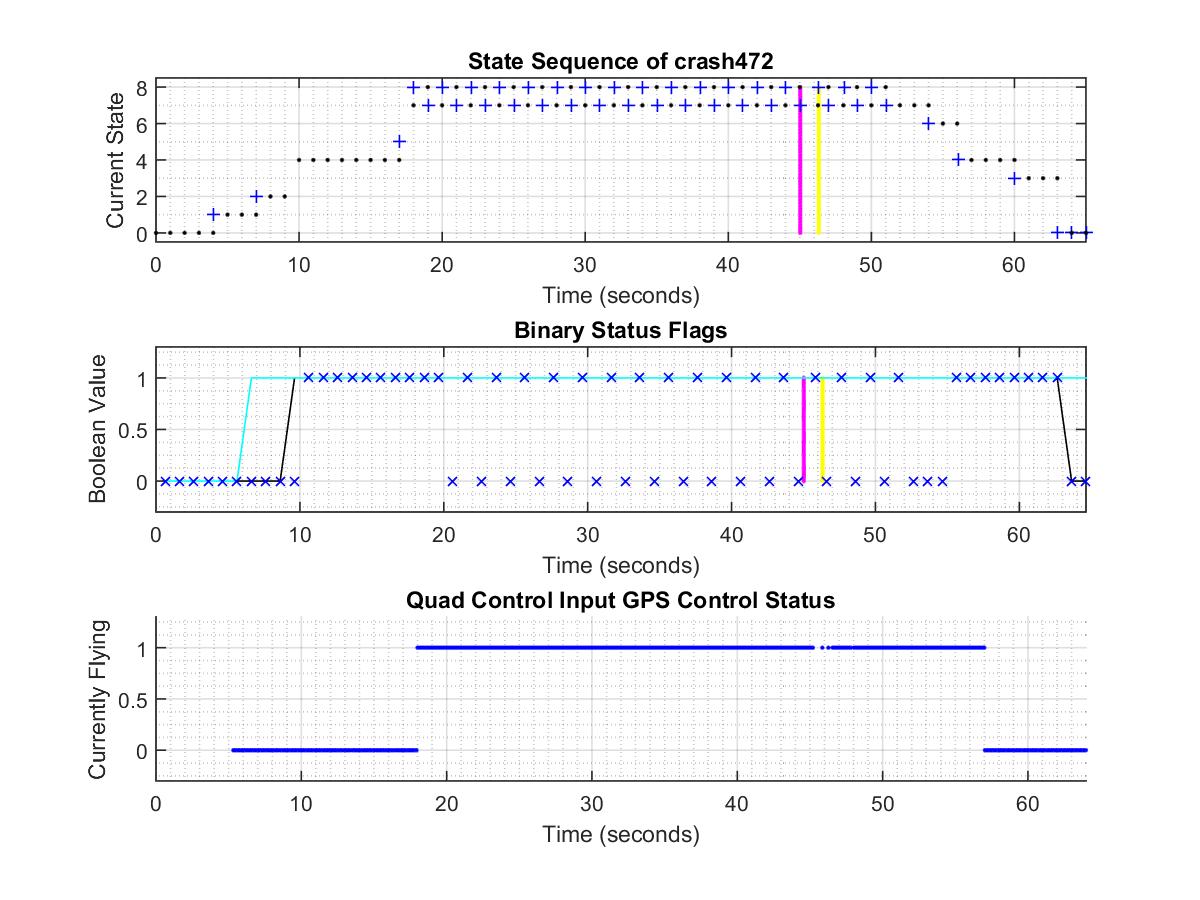 State Sequence of crash472
Current State
8
6
4
2
0
0 10 20 30 40 50 60
Time (seconds)
Binary Status Flags
Boolean Value
1
0.5
0
0 10 20 30 40 50 60
Time (seconds)
Quad Control Input GPS Control Status
Currently Flying
1
0.5
0
0 10 20 30 40 50 60
Time (seconds)